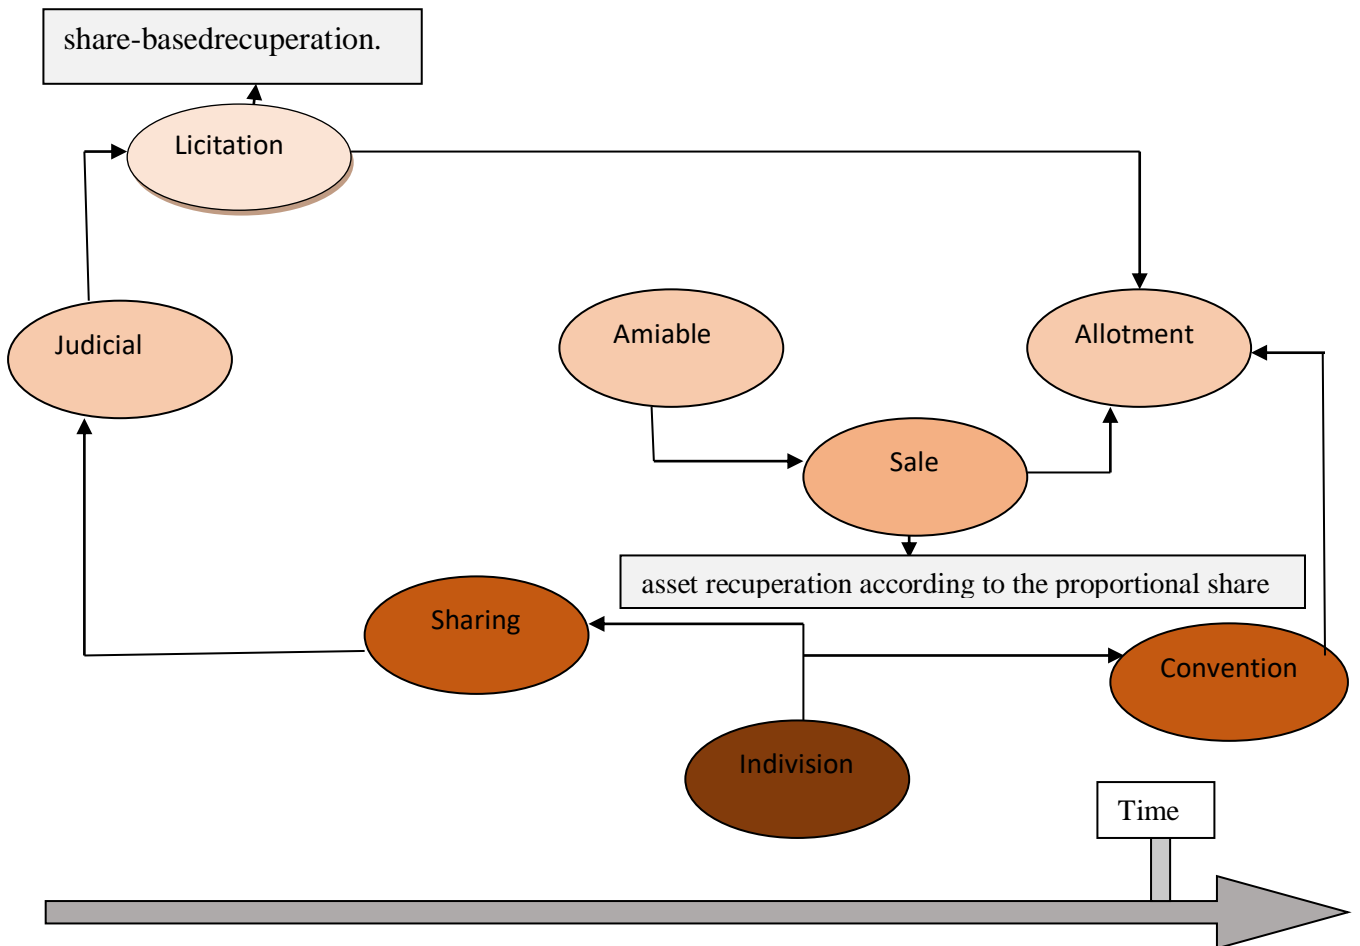 share-basedrecuperation.
Licitation
Judicial
Amiable
Allotment
Sale
asset recuperation according to the proportional share
Sharing
Convention
Indivision
Time